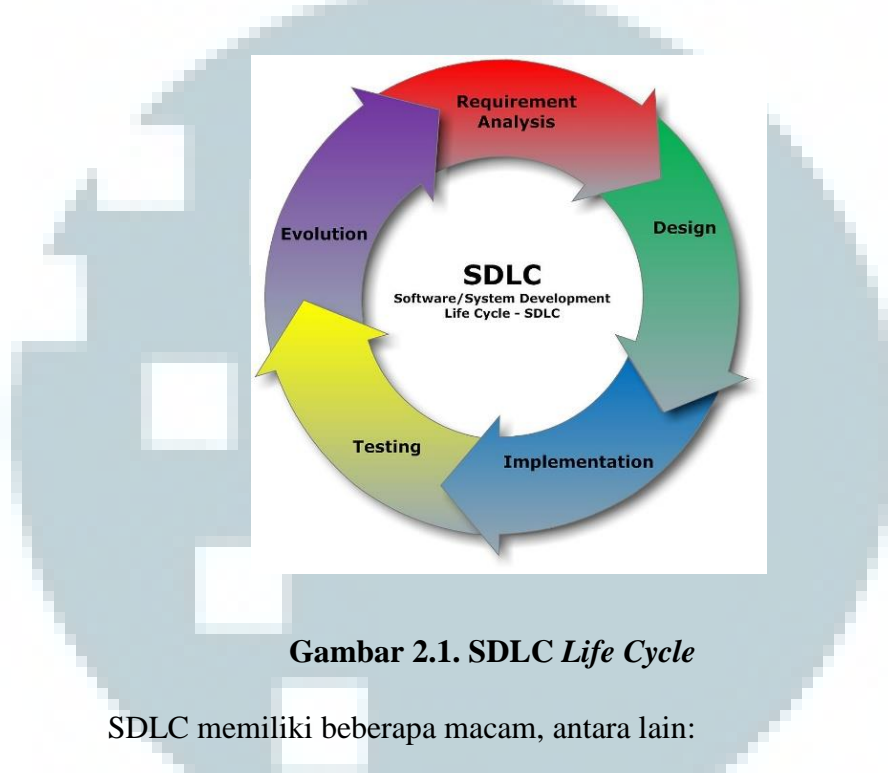 Requirement
Analysis
Design
Evolution
SDLC
Software/System Development
Life Cycle - SDLC
Testing
Implementation
Gambar 2.1. SDLC Life Cycle
SDLC memiliki beberapa macam, antara lain: